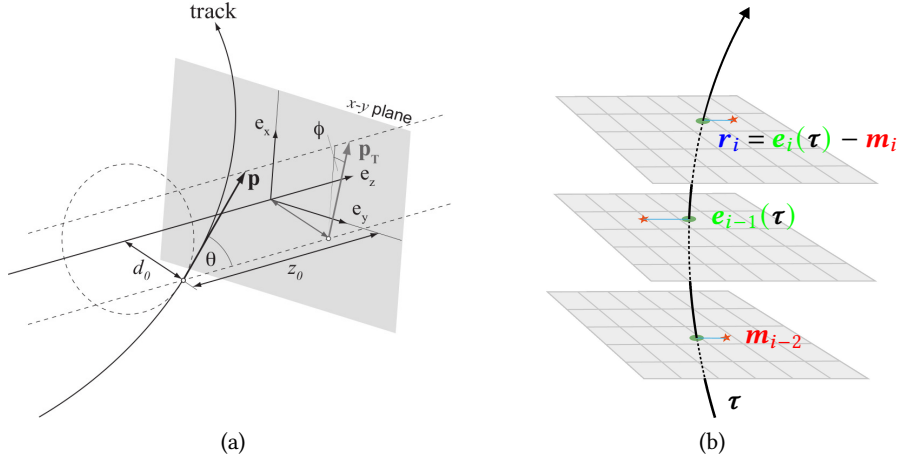 track
x-y plane
e_x
ϕ
p_T
p
e_z
e_y
θ
d_0
z_0
(a)
r_i = e_i(τ) − m_i
e_{i−1}(τ)
m_{i−2}
τ
(b)